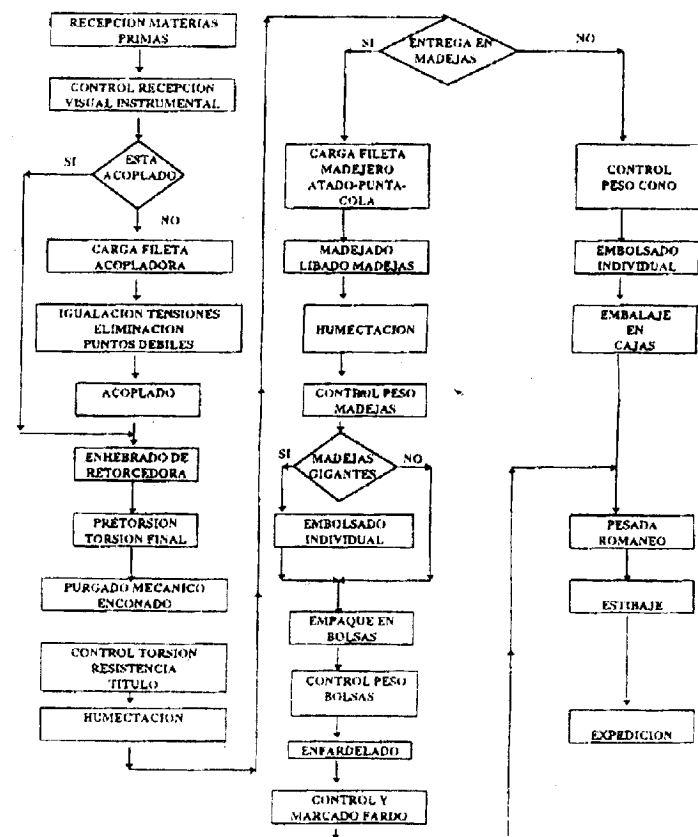 RECEPCION MATERIAS
PRIMAS
CONTROL RECEPCION
VISUAL INSTRUMENTAL
SI
ESTA
ACOPLADO
NO
CARGA FILETA
ACOPLADORA
IGUALACION TENSIONES
ELIMINACION
PUNTOS DEBILES
ACOPLADO
ENHEBRADO DE
RETORCEDORA
PRETORSION
TORSION FINAL
PURGADO MECANICO
ENCONADO
CONTROL TORSION
RESISTENCIA
TITULO
HUMECTACION
SI
ENTREGA EN
MADEJAS
NO
CARGA FILETA
MADEJERO
ATADO-PUNTA-
COLA
MADEJADO
LIBADO MADEJAS
HUMECTACION
CONTROL PESO
MADEJAS
SI
MADEJAS
GIGANTES
NO
EMBOLSADO
INDIVIDUAL
EMPAQUE EN
BOLSAS
CONTROL PESO
BOLSAS
ENFARDELADO
CONTROL Y
MARCADO FARDO
CONTROL
PESO CONO
EMBOLSADO
INDIVIDUAL
EMBALAJE
EN
CAJAS
PESADA
ROMANEO
ESTIBAJE
EXPEDICION